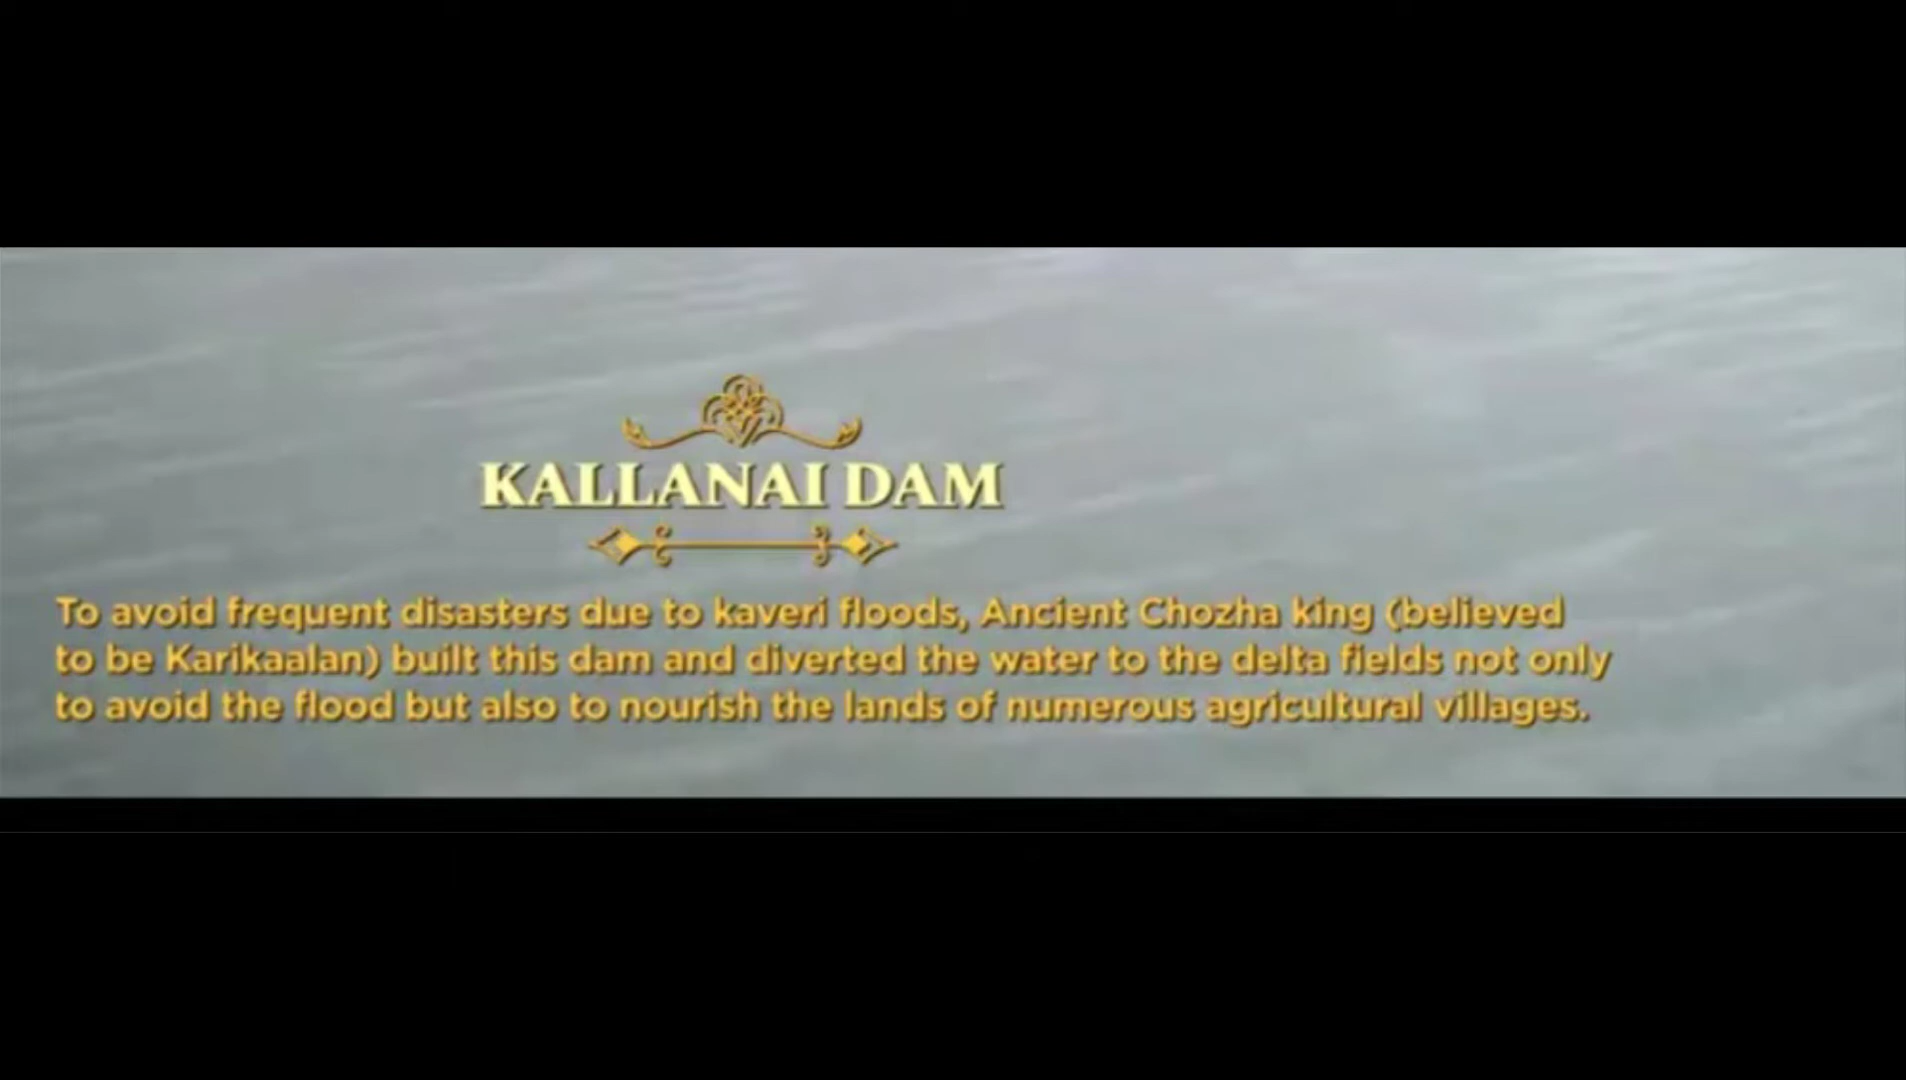 KALLANAI DAM
To avoid frequent disasters due to kaveri floods, Ancient Chozha king (believed
to be Karikaalan) built this dam and diverted the water to the delta fields not only
to avoid the flood but also to nourish the lands of numerous agricultural villages.